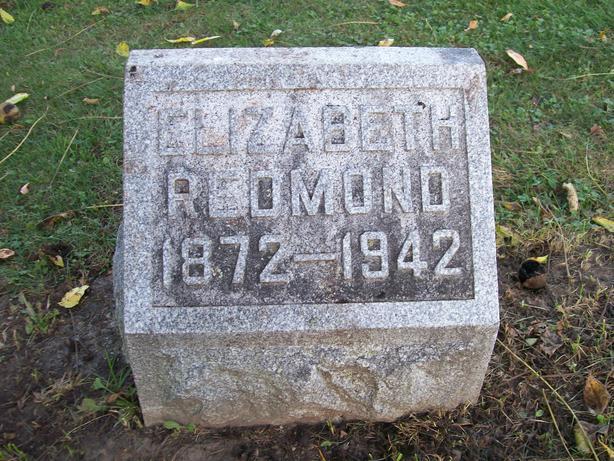 ELIZABETH
REDMOND
1872—1942